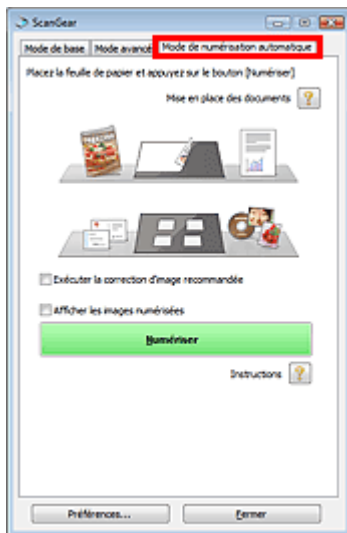 ScanGear
Mode de base Mode avancé Mode de numérisation automatique
Placez la feuille de papier et appuyez sur le bouton [Numériser]
Mise en place des documents ?
Exécuter la correction d'image recommandée
Afficher les images numérisées
Numériser
Instructions ?
Préférences... Fermer